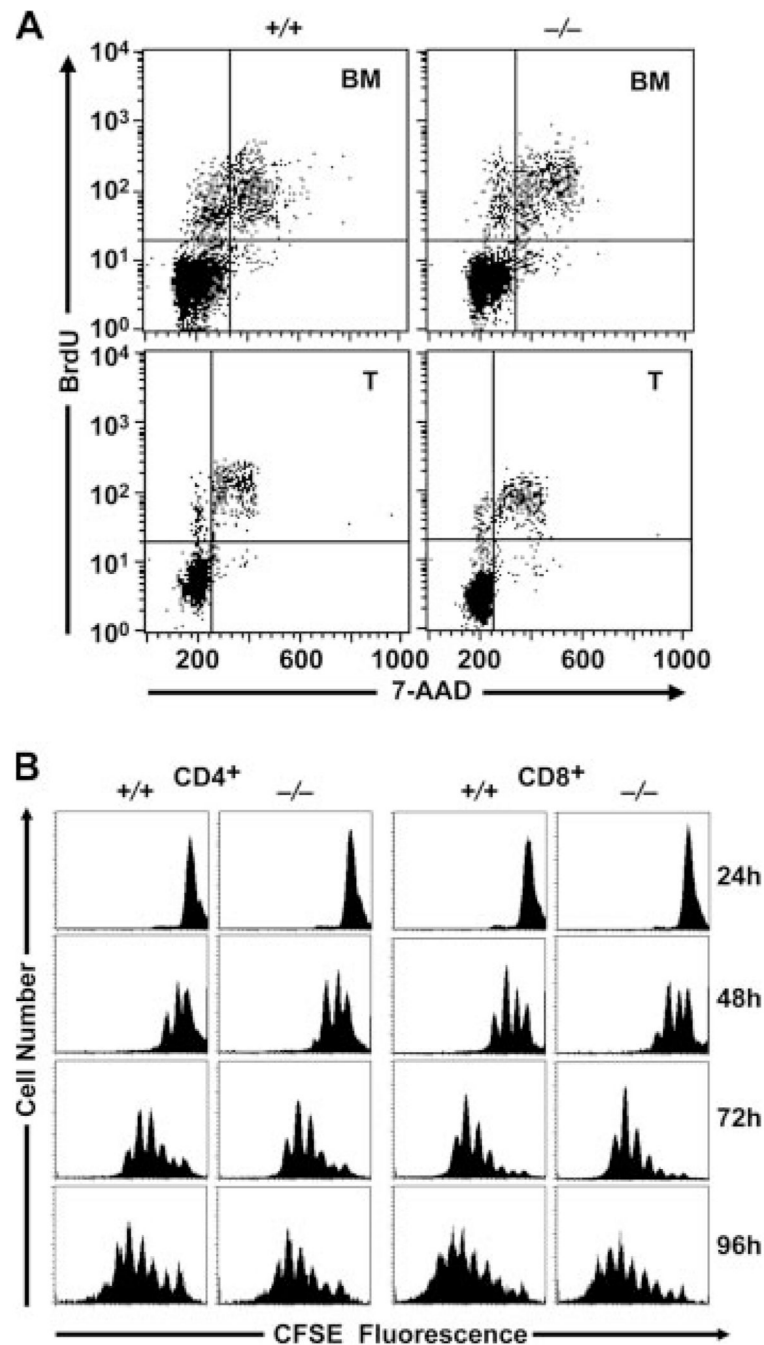 A
+/+ −/−
10⁴ BM BM
10³
10²
10¹
10⁰
BrdU
10⁴ T T
10³
10²
10¹
10⁰
200 600 1000 200 600 1000
7-AAD
B
CD4⁺ CD8⁺
+/+ −/− +/+ −/−
24h
48h
72h
96h
Cell Number
CFSE Fluorescence